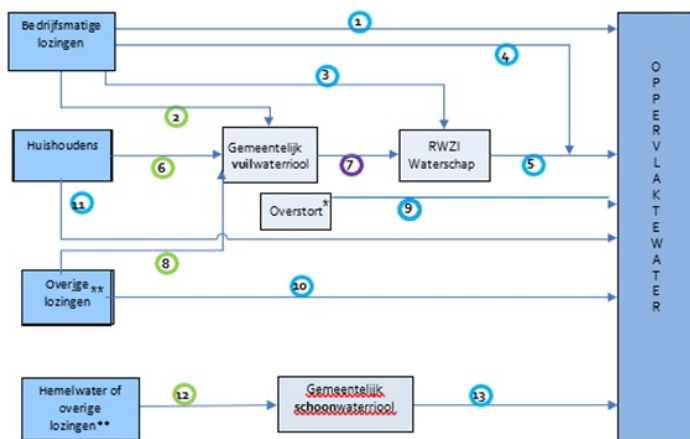 Bedrijfsmatige
lozingen
1
4
3
2
Huishoudens
6
Gemeentelijk
vuilwaterriool
7
RWZI
Waterschap
5
11
Overstort*
9
8
Overige **
lozingen
10
Hemelwater of
overige
lozingen**
12
Gemeentelijk
schoonwaterriool
13
O
P
P
E
R
V
L
A
K
T
E
W
A
T
E
R